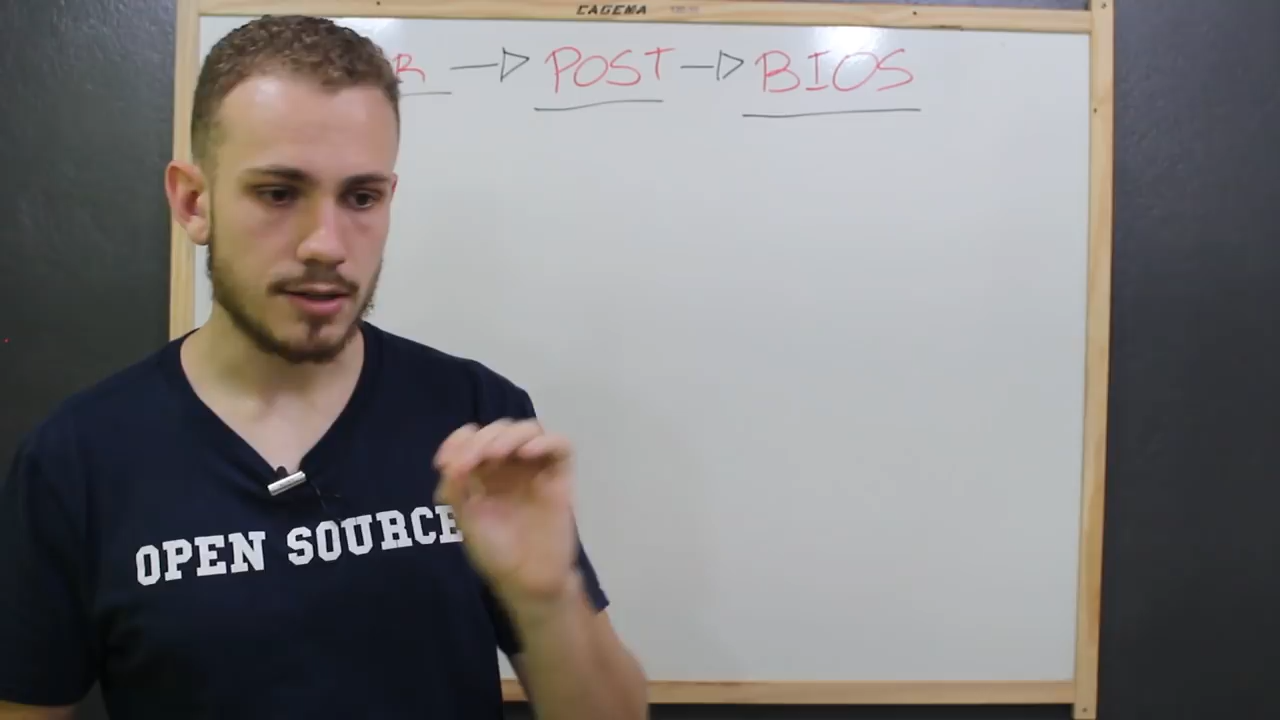 CAGEMA
R → POST → BIOS
OPEN SOURCE